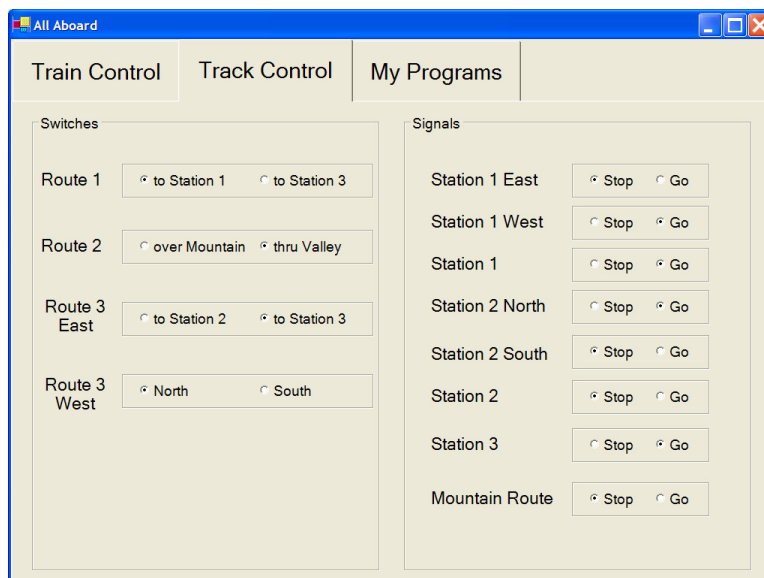 All Aboard
Train Control Track Control My Programs
Switches
Route 1 to Station 1 to Station 3
Route 2 over Mountain thru Valley
Route 3
East
to Station 2 to Station 3
Route 3
West
North South
Signals
Station 1 East Stop Go
Station 1 West Stop Go
Station 1 Stop Go
Station 2 North Stop Go
Station 2 South Stop Go
Station 2 Stop Go
Station 3 Stop Go
Mountain Route Stop Go